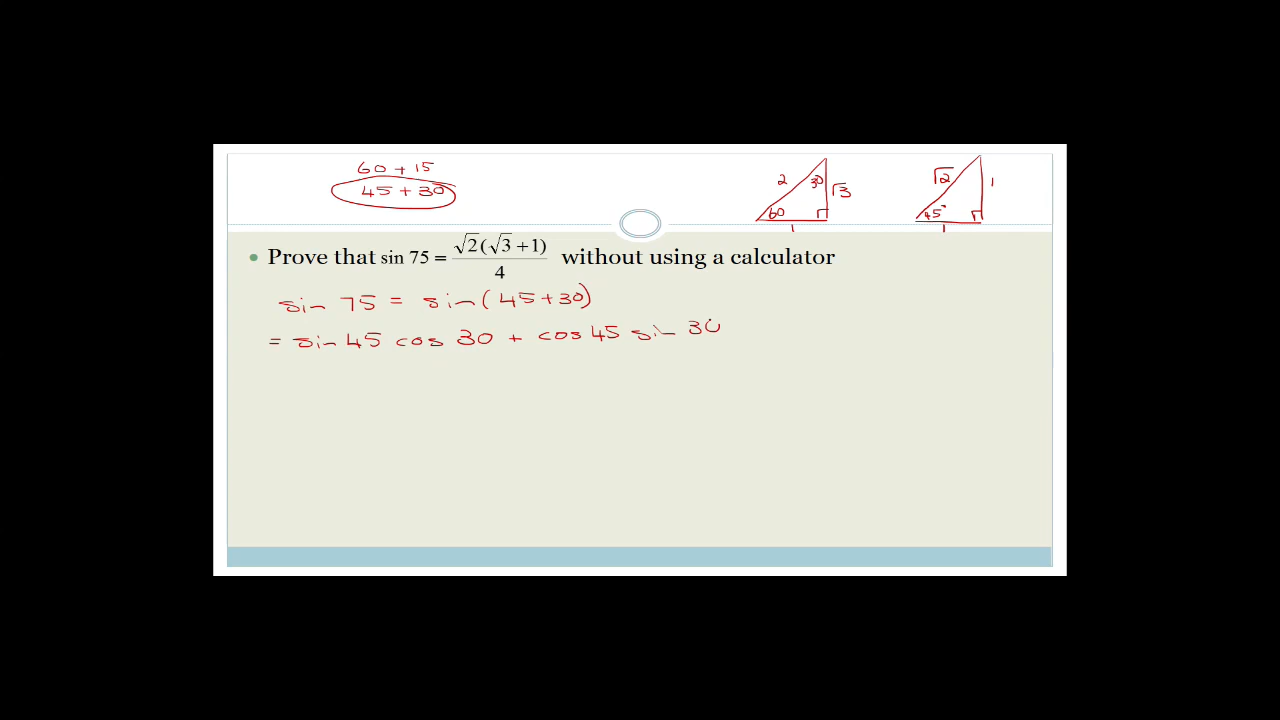 60 + 15
45 + 30
2
30
√3
60
1
√2
1
45°
1
• Prove that sin 75 = √2(√3 + 1)/4 without using a calculator
sin 75 = sin(45+30)
= sin 45 cos 30 + cos 45 sin 30